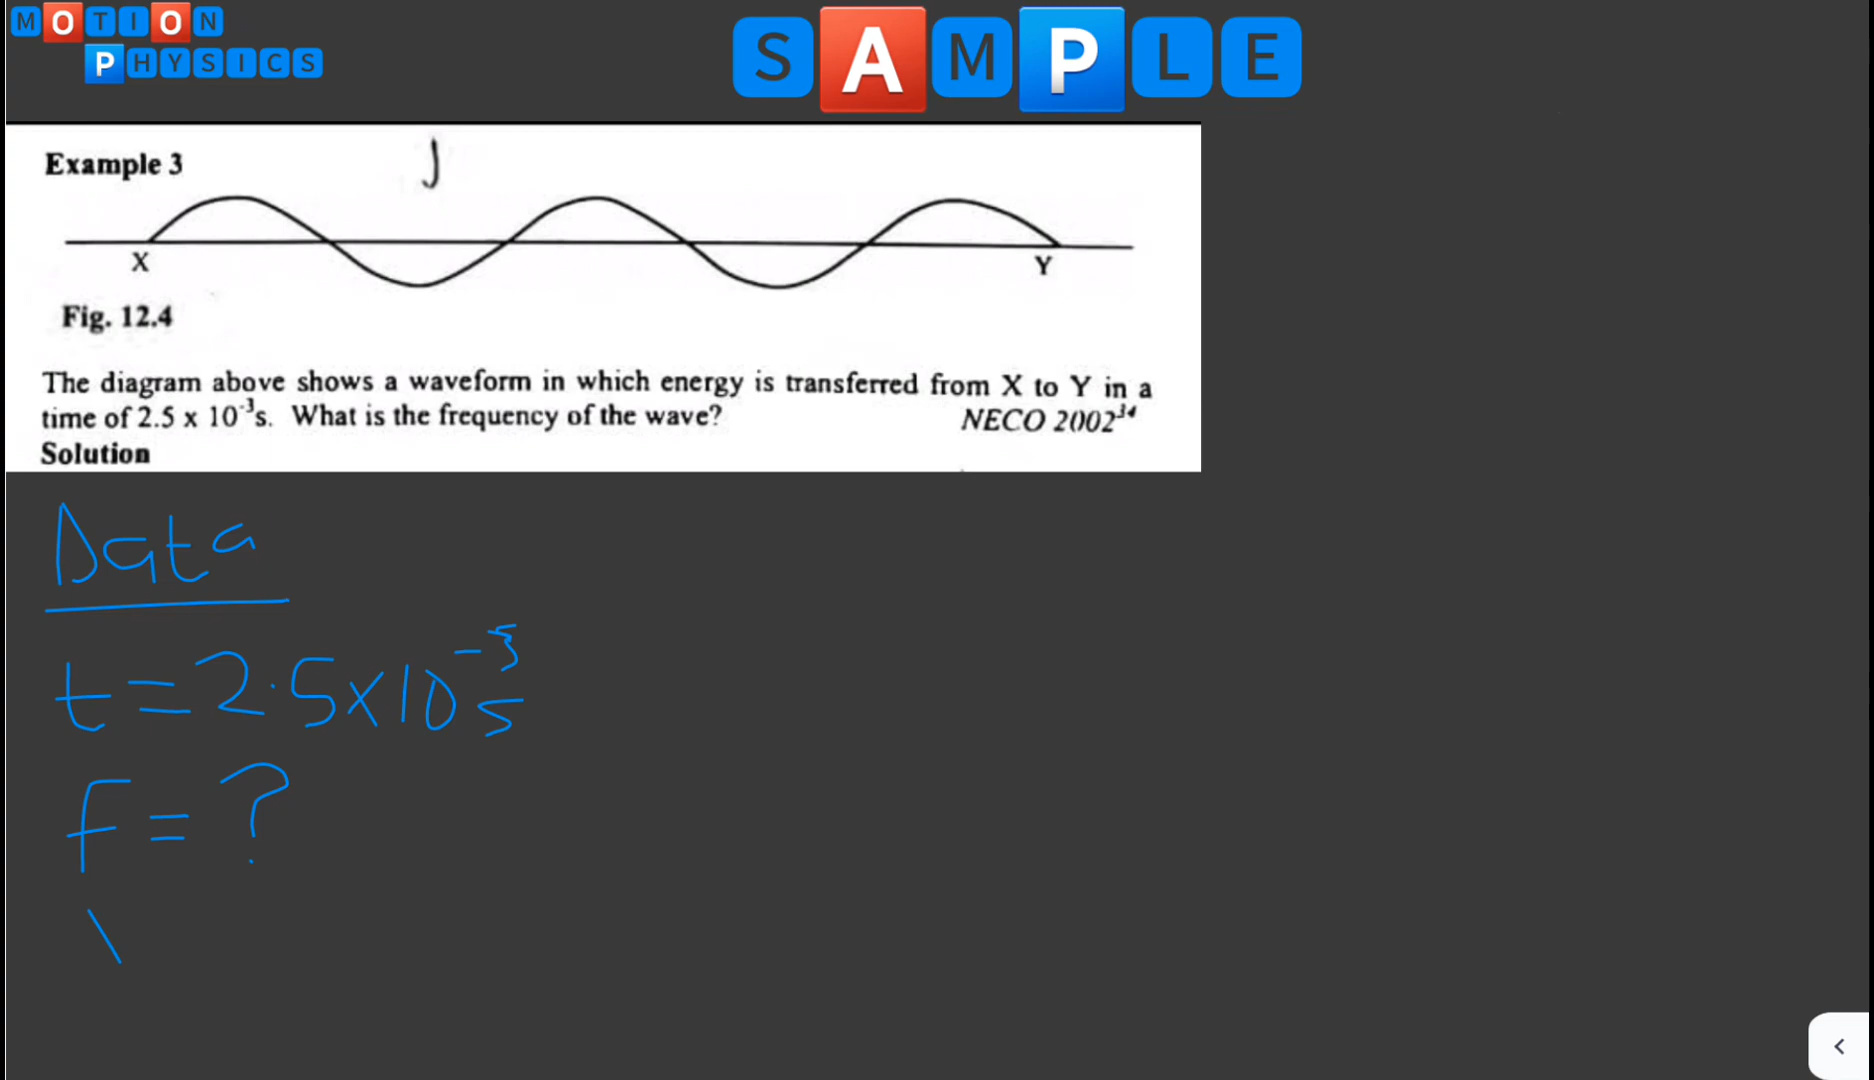 MOTION
PHYSICS
SAMPLE
Example 3
J
X
Y
Fig. 12.4
The diagram above shows a waveform in which energy is transferred from X to Y in a
time of 2.5 x 10⁻³s. What is the frequency of the wave?
NECO 2002³⁴
Solution
Data
t = 2.5x10⁻³ s
f = ?